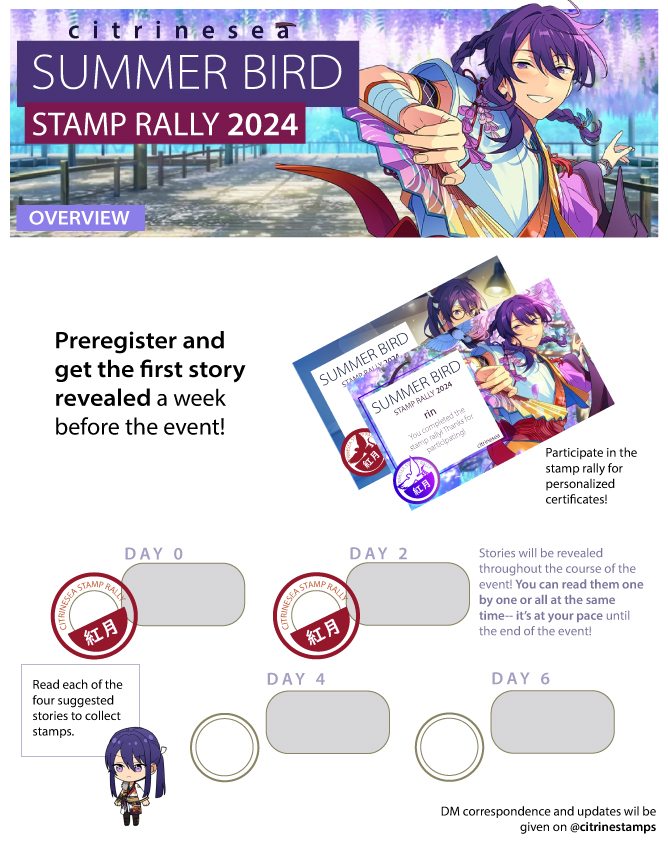 citrinesea
SUMMER BIRD
STAMP RALLY 2024
OVERVIEW
Preregister and
get the first story
revealed a week
before the event!
SUMMER BIRD
STAMP RALLY 2024
紅月
SUMMER BIRD
STAMP RALLY 2024
rin
You completed the
stamp rally! Thanks for
participating!
citrinesea
紅月
Participate in the
stamp rally for
personalized
certificates!
DAY 0
CITRINESEA STAMP RALLY
紅月
DAY 2
CITRINESEA STAMP RALLY
紅月
Stories will be revealed
throughout the course of the
event! You can read them one
by one or all at the same
time-- it's at your pace until
the end of the event!
Read each of the
four suggested
stories to collect
stamps.
DAY 4
DAY 6
DM correspondence and updates wil be
given on @citrinestamps